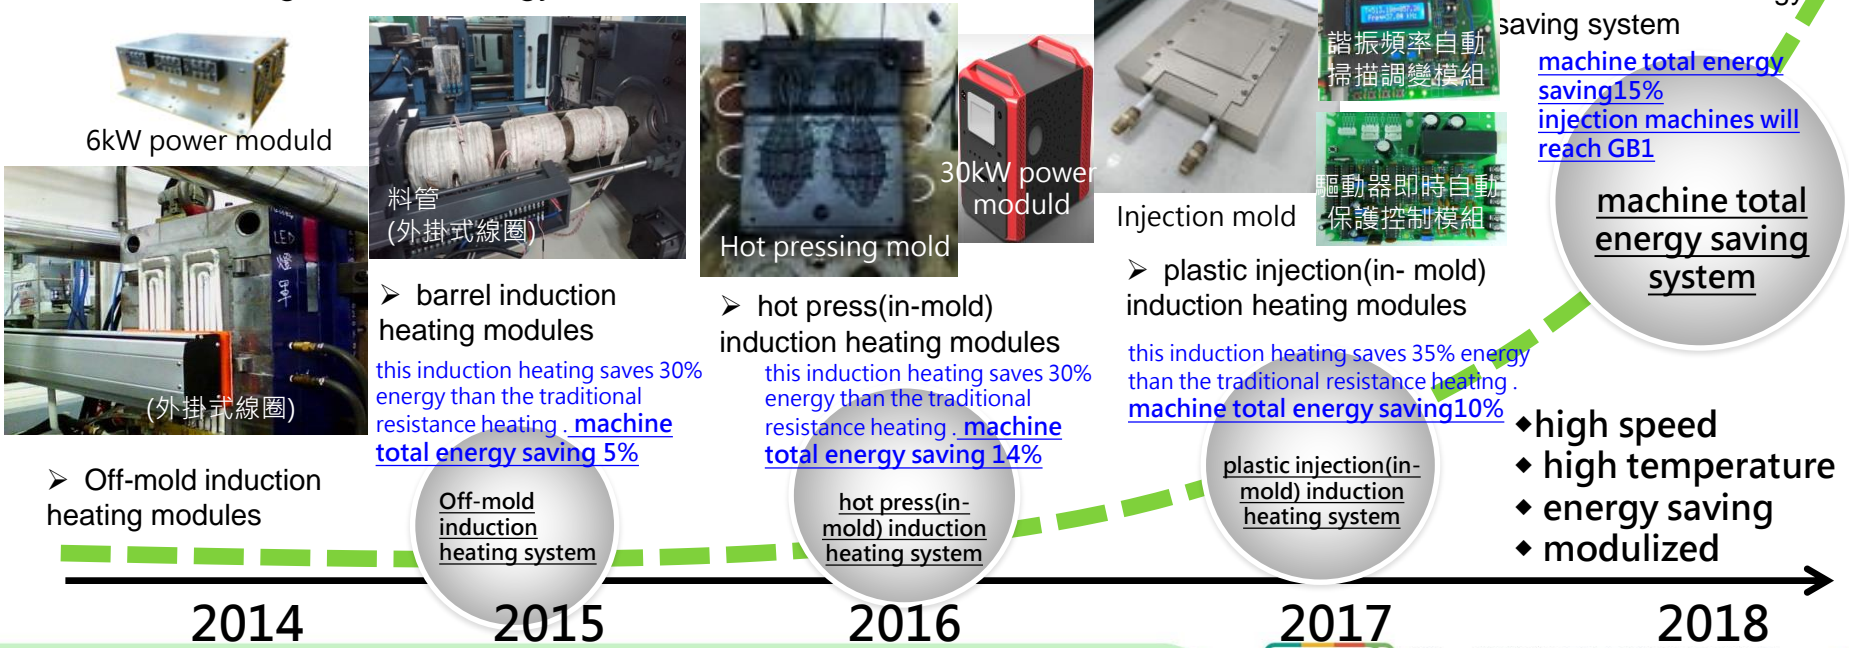 saving system
6kW power moduld
(外掛式線圈)
➢ Off-mold induction
heating modules
料管
(外掛式線圈)
➢ barrel induction
heating modules
this induction heating saves 30%
energy than the traditional
resistance heating . machine
total energy saving 5%
Off-mold
induction
heating system
Hot pressing mold
30kW power
moduld
➢ hot press(in-mold)
induction heating modules
this induction heating saves 30%
energy than the traditional
resistance heating . machine
total energy saving 14%
hot press(in-
mold) induction
heating system
Injection mold
諧振頻率自動
掃描調變模組
驅動器即時自動
保護控制模組
➢ plastic injection(in- mold)
induction heating modules
this induction heating saves 35% energy
than the traditional resistance heating .
machine total energy saving10%
plastic injection(in-
mold) induction
heating system
machine total energy
saving15%
injection machines will
reach GB1
machine total
energy saving
system
◆high speed
◆ high temperature
◆ energy saving
◆ modulized
2014
2015
2016
2017
2018